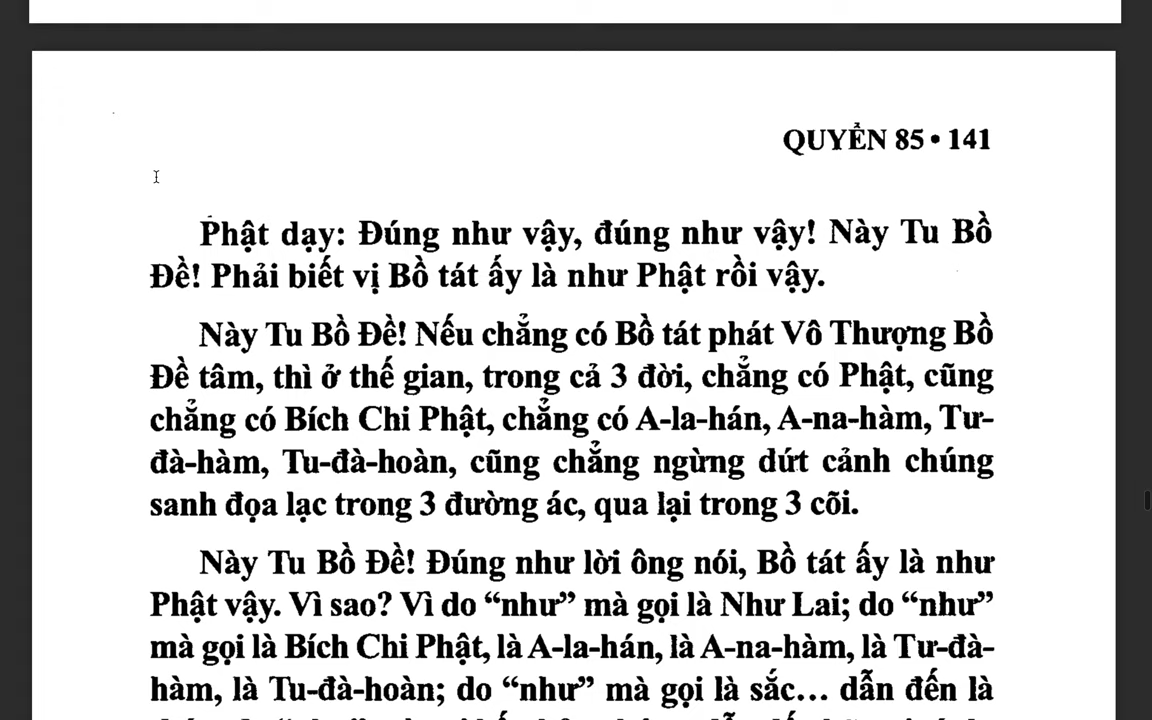 QUYỂN 85 • 141
Phật dạy: Đúng như vậy, đúng như vậy! Này Tu Bồ
Đề! Phải biết vị Bồ tát ấy là như Phật rồi vậy.
Này Tu Bồ Đề! Nếu chẳng có Bồ tát phát Vô Thượng Bồ
Đề tâm, thì ở thế gian, trong cả 3 đời, chẳng có Phật, cũng
chẳng có Bích Chi Phật, chẳng có A-la-hán, A-na-hàm, Tư-
đà-hàm, Tu-đà-hoàn, cũng chẳng ngừng dứt cảnh chúng
sanh đọa lạc trong 3 đường ác, qua lại trong 3 cõi.
Này Tu Bồ Đề! Đúng như lời ông nói, Bồ tát ấy là như
Phật vậy. Vì sao? Vì do “như” mà gọi là Như Lai; do “như”
mà gọi là Bích Chi Phật, là A-la-hán, là A-na-hàm, là Tư-đà-
hàm, là Tu-đà-hoàn; do “như” mà gọi là sắc... dẫn đến là